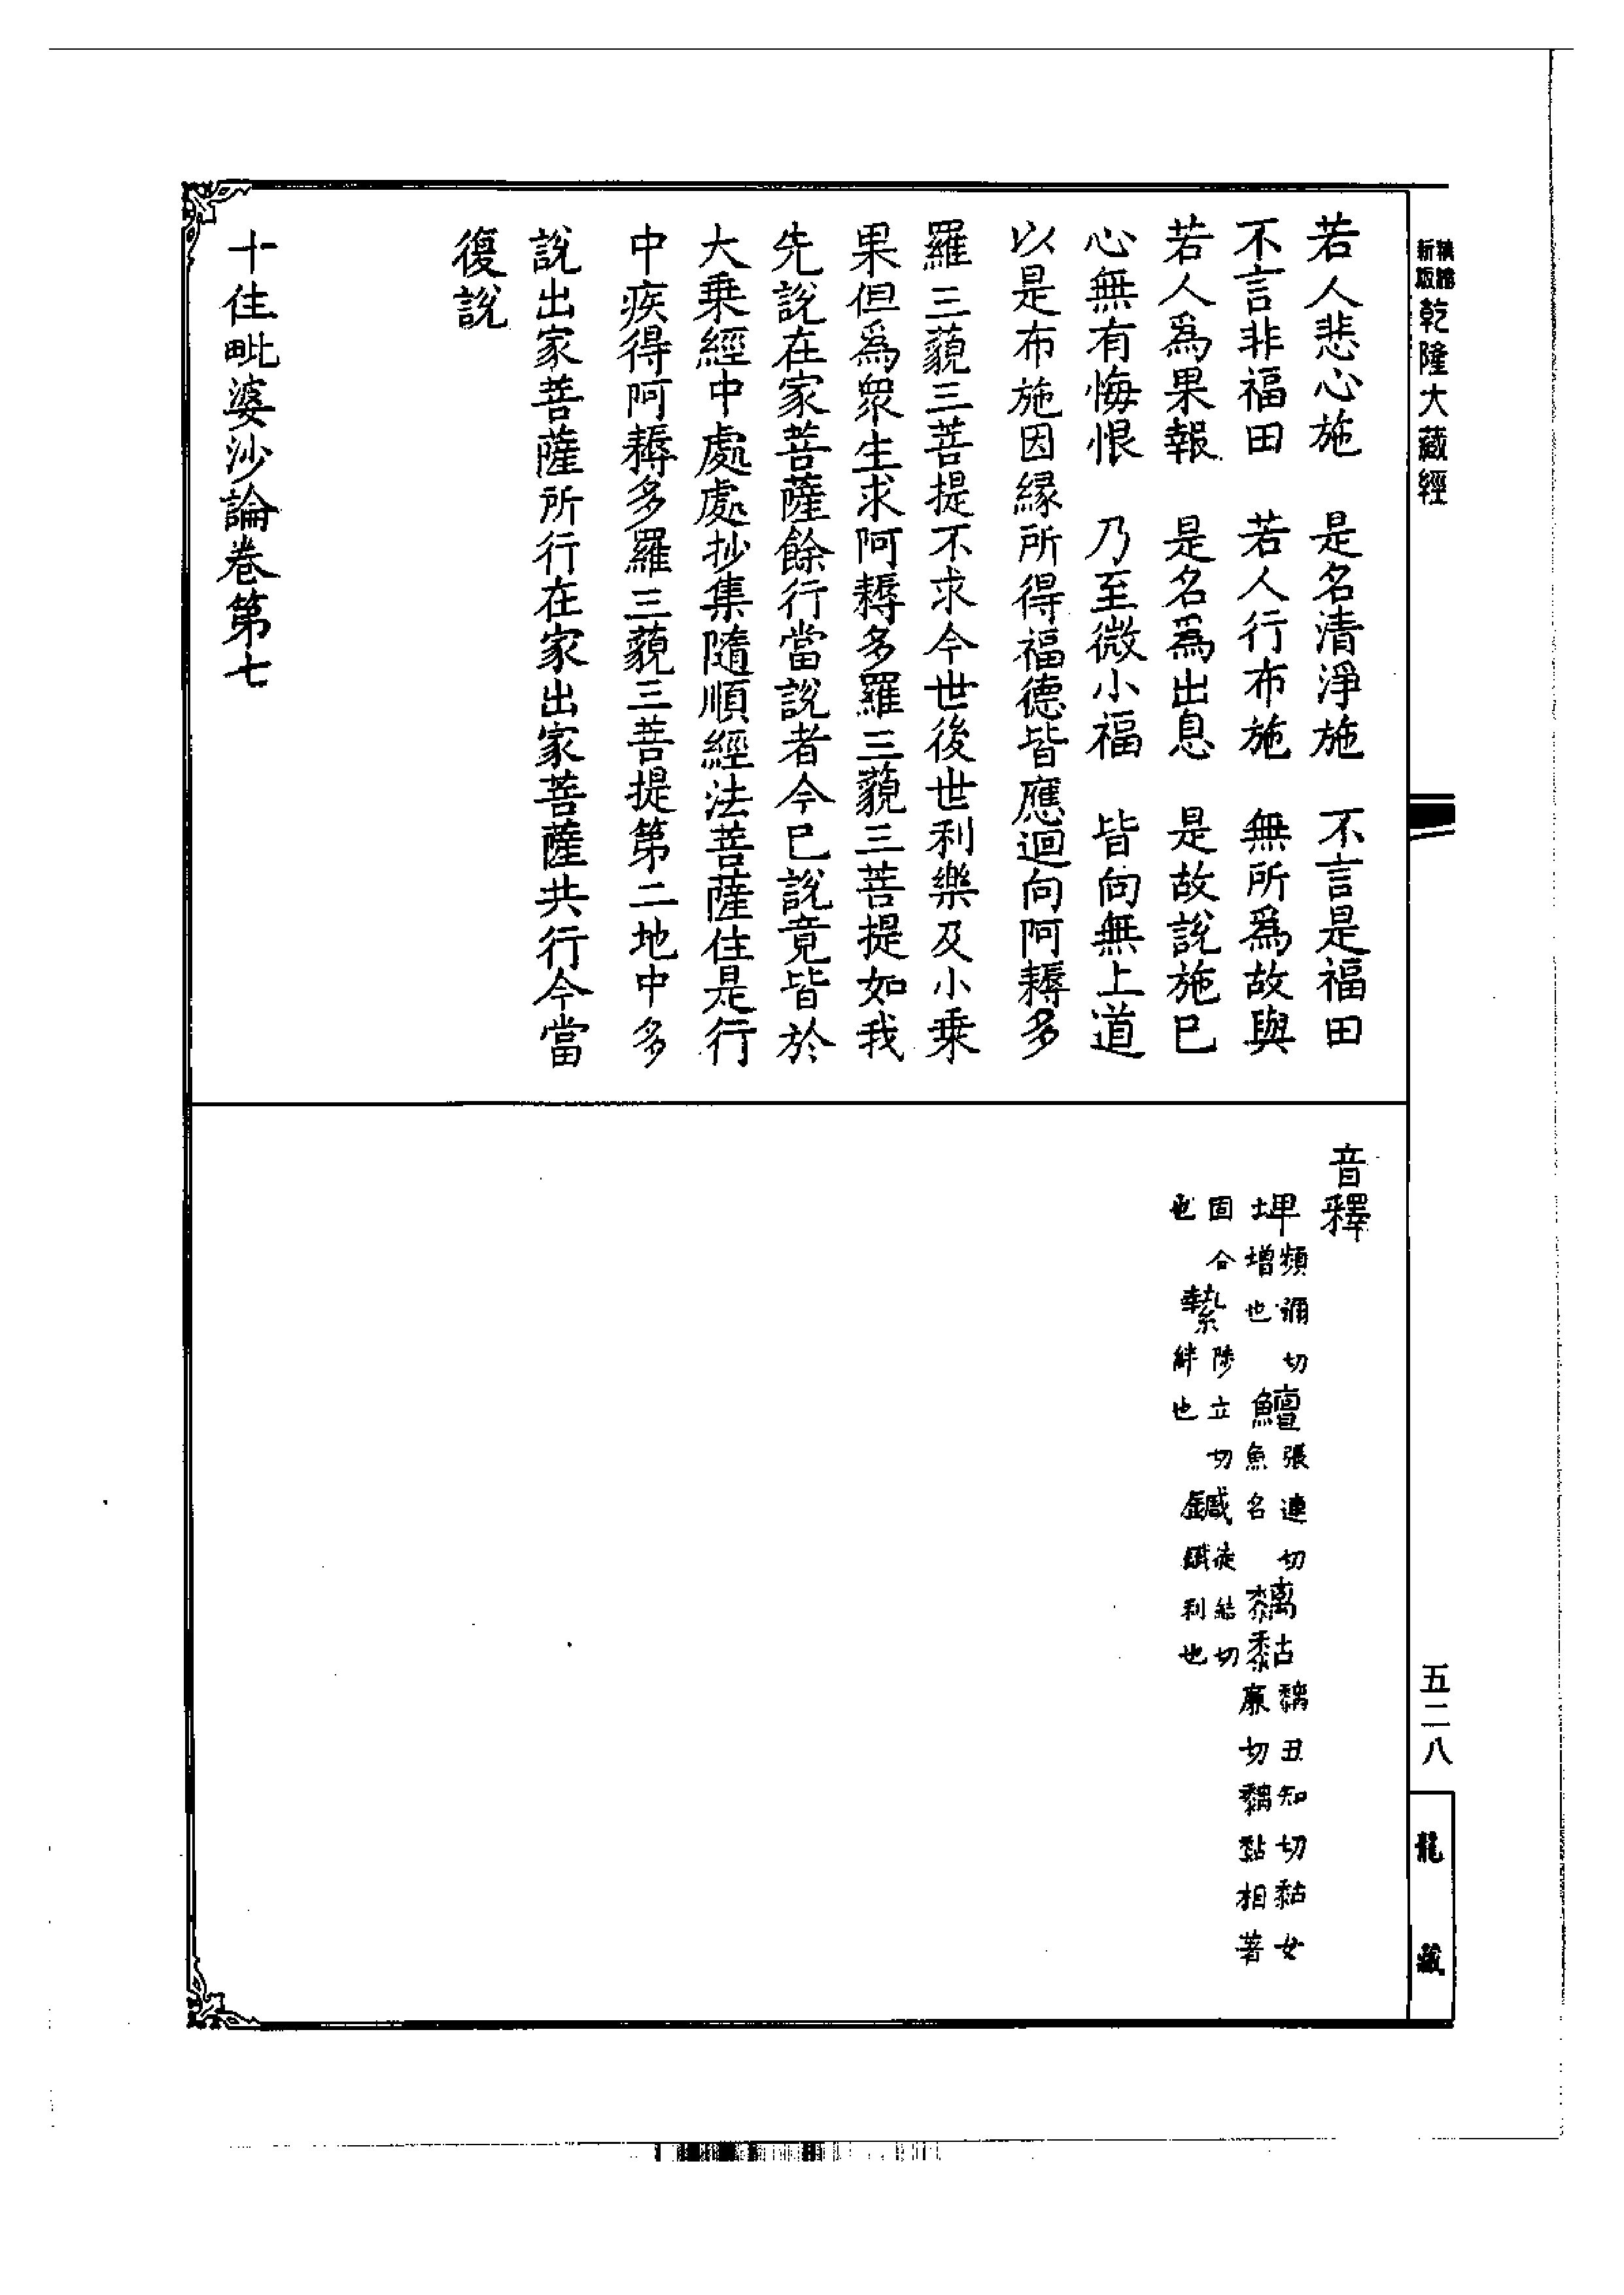 新版精縮
乾隆大藏經
五二八
龍藏
若人悲心施　是名清淨施　不言是福田
不言非福田　若人行布施　無所爲故與
若人爲果報　是名爲出息　是故說施已
心無有悔恨　乃至微小福　皆向無上道
以是布施因緣所得福德皆應迴向阿耨多
羅三藐三菩提不求今世後世利樂及小乗
果但爲衆生求阿耨多羅三藐三菩提如我
先說在家菩薩餘行當說者今已說竟皆於
大乗經中處處抄集隨順經法菩薩住是行
中疾得阿耨多羅三藐三菩提第二地中多
說出家菩薩所行在家出家菩薩共行今當
復說
十住毗婆沙論卷第七
音釋
埤頻彌切增也 鱣張連切魚名 黐黏黐丑知切黏女廉切黐黏相著
固合也 縶陟立切絆也 鐵徒結切鐵利也